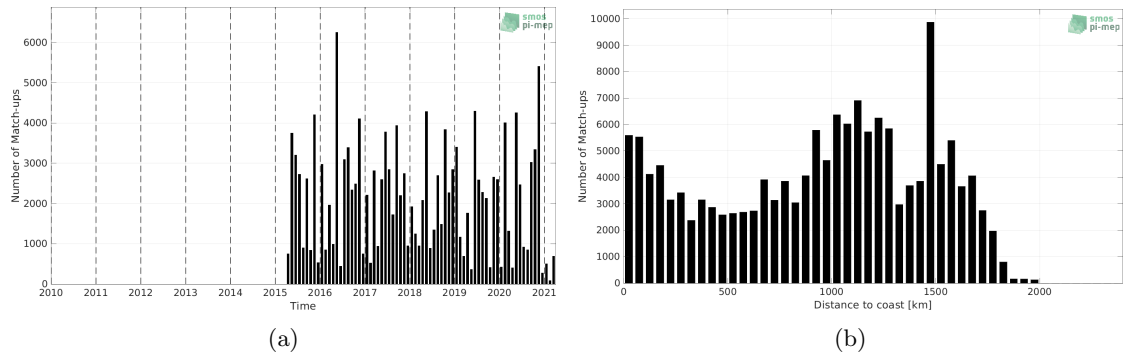 smos
pi-mep
Number of Match-ups
6000
5000
4000
3000
2000
1000
0
2010 2011 2012 2013 2014 2015 2016 2017 2018 2019 2020 2021
Time
(a)
smos
pi-mep
Number of Match-ups
10000
9000
8000
7000
6000
5000
4000
3000
2000
1000
0
0 500 1000 1500 2000
Distance to coast [km]
(b)